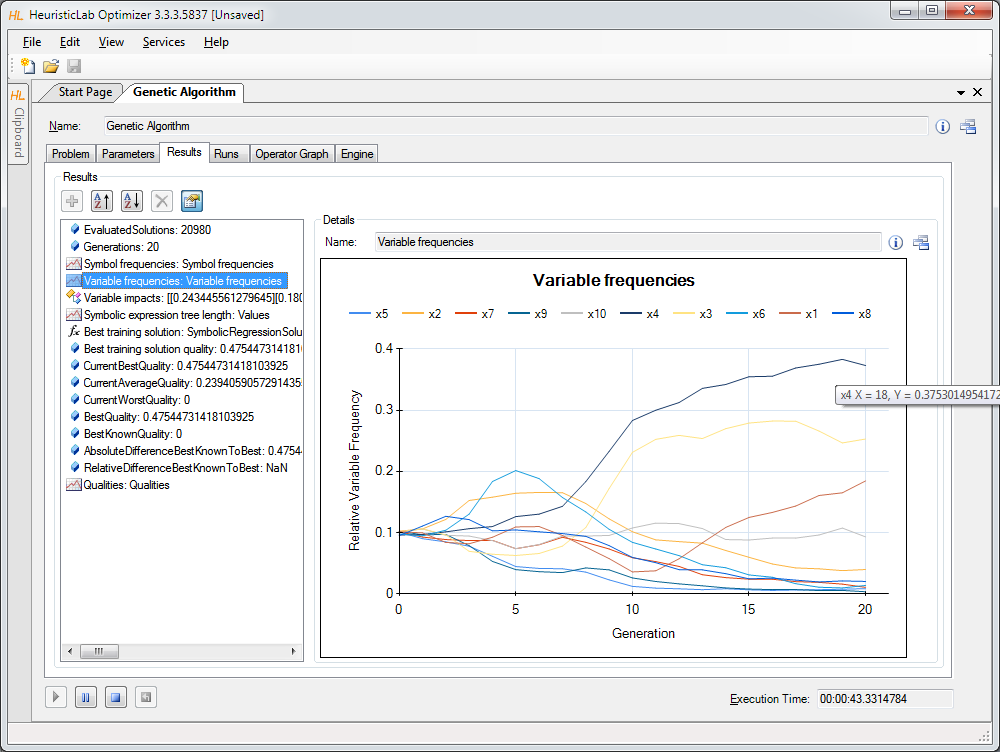 HL HeuristicLab Optimizer 3.3.3.5837 [Unsaved]
File Edit View Services Help
HL Clipboard
Start Page Genetic Algorithm
Name: Genetic Algorithm
Problem Parameters Results Runs Operator Graph Engine
Results
EvaluatedSolutions: 20980
Generations: 20
Symbol frequencies: Symbol frequencies
Variable frequencies: Variable frequencies
Variable impacts: [[0.243445561279645][0.180
Symbolic expression tree length: Values
Best training solution: SymbolicRegressionSolu
Best training solution quality: 0.4754473141810
CurrentBestQuality: 0.47544731418103925
CurrentAverageQuality: 0.2394059057291435
CurrentWorstQuality: 0
BestQuality: 0.47544731418103925
BestKnownQuality: 0
AbsoluteDifferenceBestKnownToBest: 0.4754
RelativeDifferenceBestKnownToBest: NaN
Qualities: Qualities
Details
Name: Variable frequencies
Variable frequencies
x5 x2 x7 x9 x10 x4 x3 x6 x1 x8
Relative Variable Frequency
0.4
0.3
0.2
0.1
0
0 5 10 15 20
Generation
x4 X = 18, Y = 0.3753014954172
Execution Time: 00:00:43.3314784